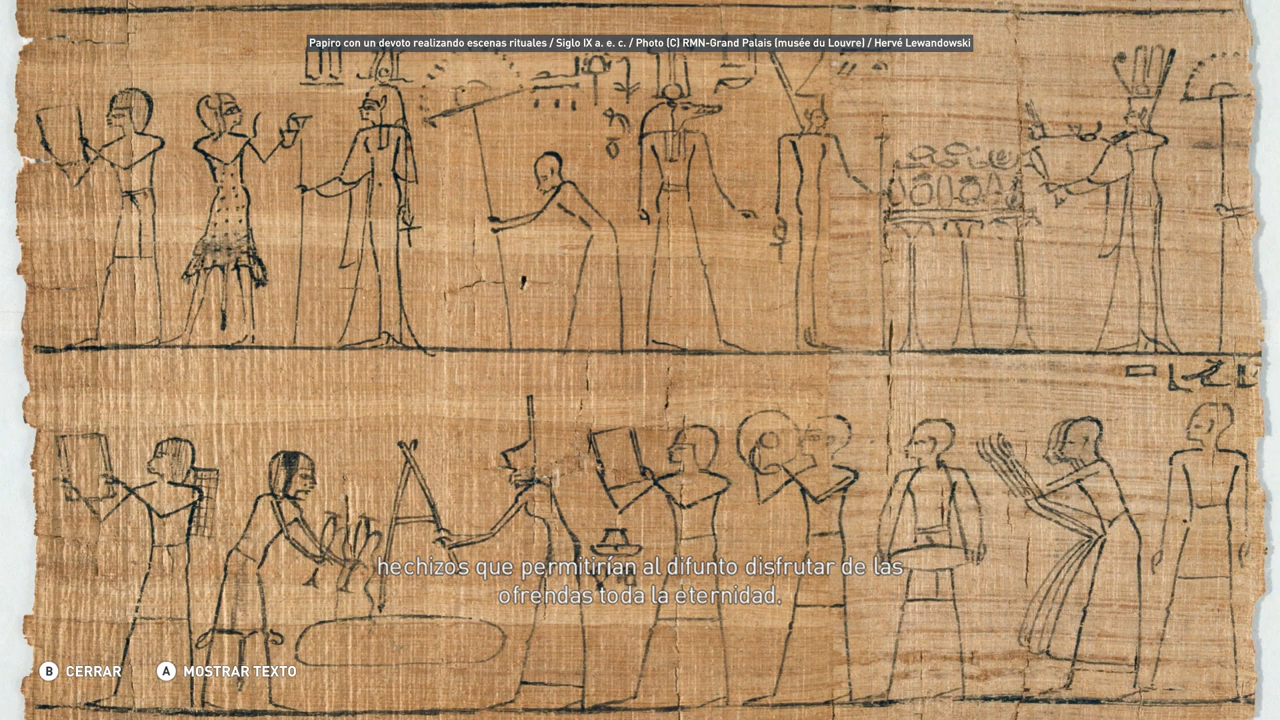 Papiro con un devoto realizando escenas rituales / Siglo IX a. e. c. / Photo (C) RMN-Grand Palais (musée du Louvre) / Hervé Lewandowski
hechizos que permitirían al difunto disfrutar de las
ofrendas toda la eternidad.
B CERRAR A MOSTRAR TEXTO